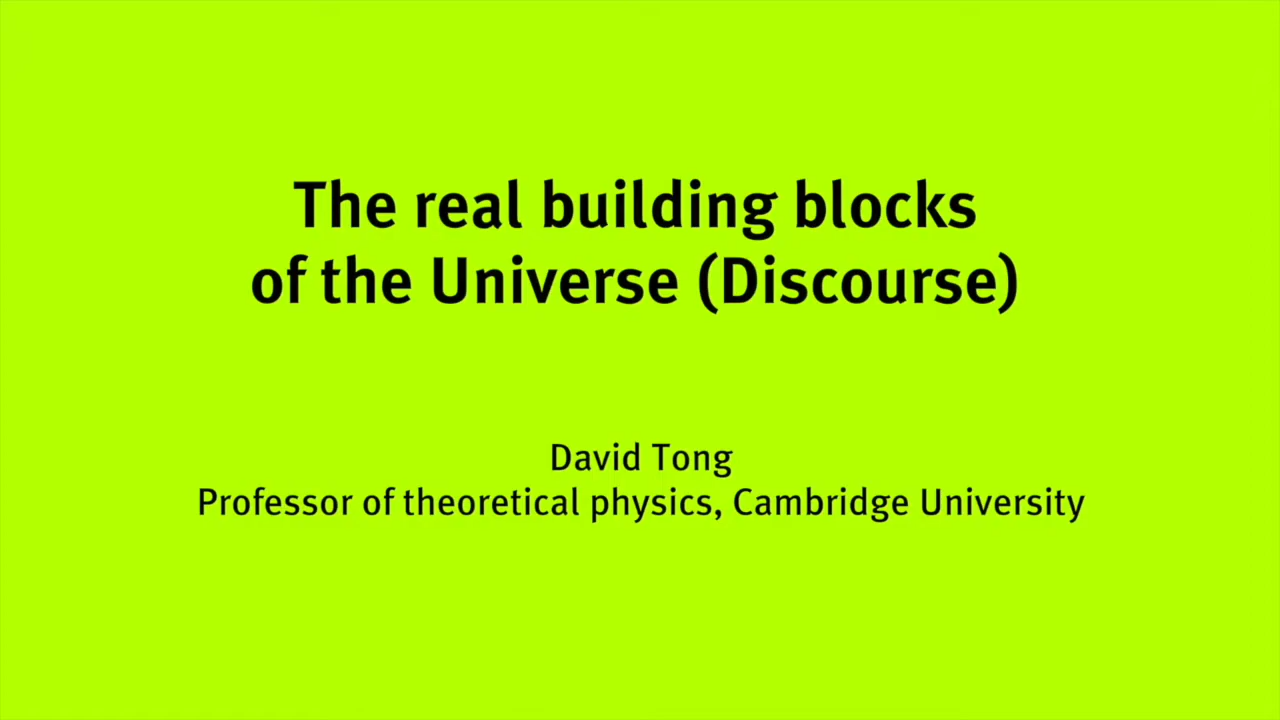 The real building blocks
of the Universe (Discourse)
David Tong
Professor of theoretical physics, Cambridge University